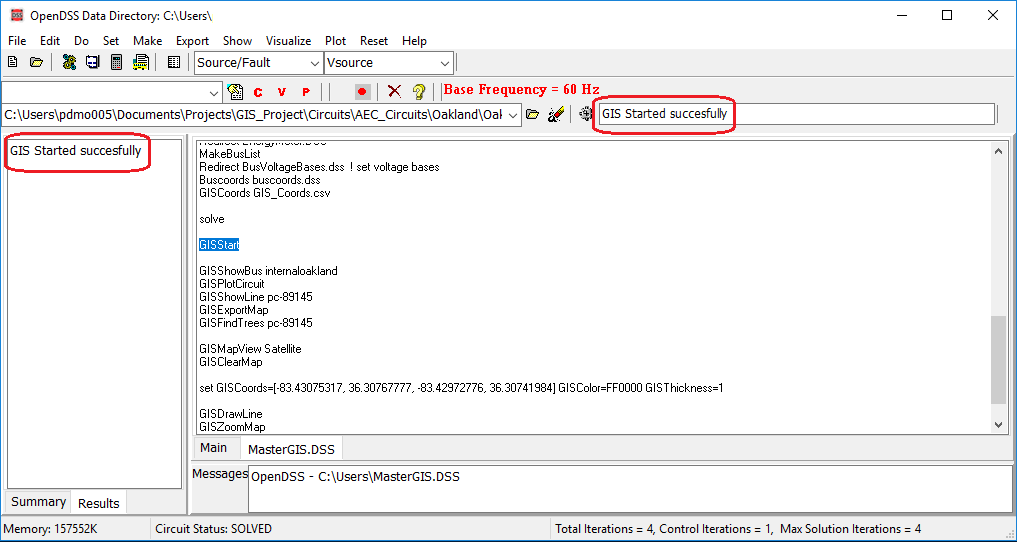 OpenDSS Data Directory: C:\Users\
File Edit Do Set Make Export Show Visualize Plot Reset Help
Source/Fault Vsource
C V P Base Frequency = 60 Hz
C:\Users\pdmo005\Documents\Projects\GIS_Project\Circuits\AEC_Circuits\Oakland\Oak GIS Started succesfully
GIS Started succesfully
Redirect EnergyMeter.DSS
MakeBusList
Redirect BusVoltageBases.dss ! set voltage bases
Buscoords buscoords.dss
GISCoords GIS_Coords.csv
solve
GISStart
GISShowBus internaloakland
GISPlotCircuit
GISShowLine pc-89145
GISExportMap
GISFindTrees pc-89145
GISMapView Satellite
GISClearMap
set GISCoords=[-83.43075317, 36.30767777, -83.42972776, 36.30741984] GISColor=FF0000 GISThickness=1
GISDrawLine
GISZoomMap
Main MasterGIS.DSS
Messages OpenDSS - C:\Users\MasterGIS.DSS
Summary Results
Memory: 157552K Circuit Status: SOLVED Total Iterations = 4, Control Iterations = 1, Max Solution Iterations = 4